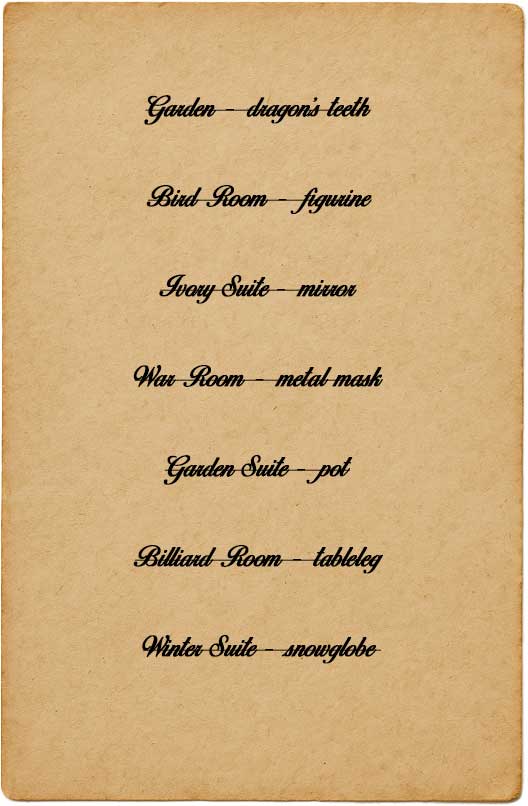 Garden - dragon's teeth
Bird Room - figurine
Ivory Suite - mirror
War Room - metal mask
Garden Suite - pot
Billiard Room - tableleg
Winter Suite - snowglobe